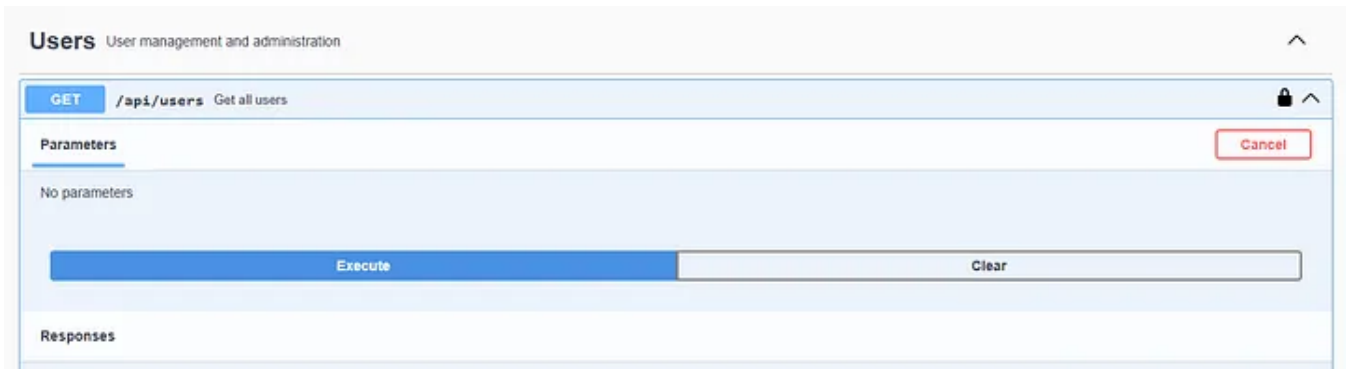 Users User management and administration
GET /api/users Get all users
Parameters Cancel
No parameters
Execute Clear
Responses